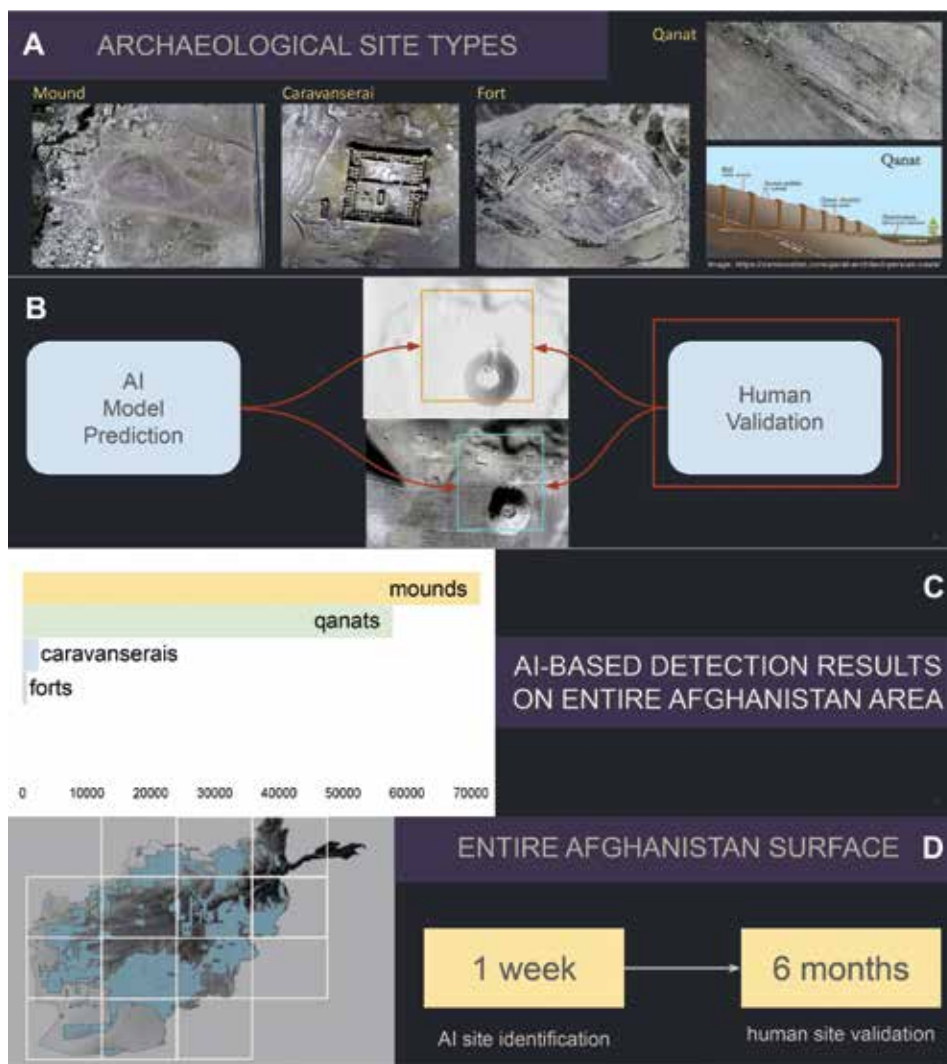 A
ARCHAEOLOGICAL SITE TYPES
Qanat
Mound
Caravanserai
Fort
Qanat
B
AI
Model
Prediction
Human
Validation
mounds
qanats
caravanserais
forts
0 10000 20000 30000 40000 50000 60000 70000
C
AI-BASED DETECTION RESULTS
ON ENTIRE AFGHANISTAN AREA
ENTIRE AFGHANISTAN SURFACE
D
1 week
6 months
AI site identification
human site validation